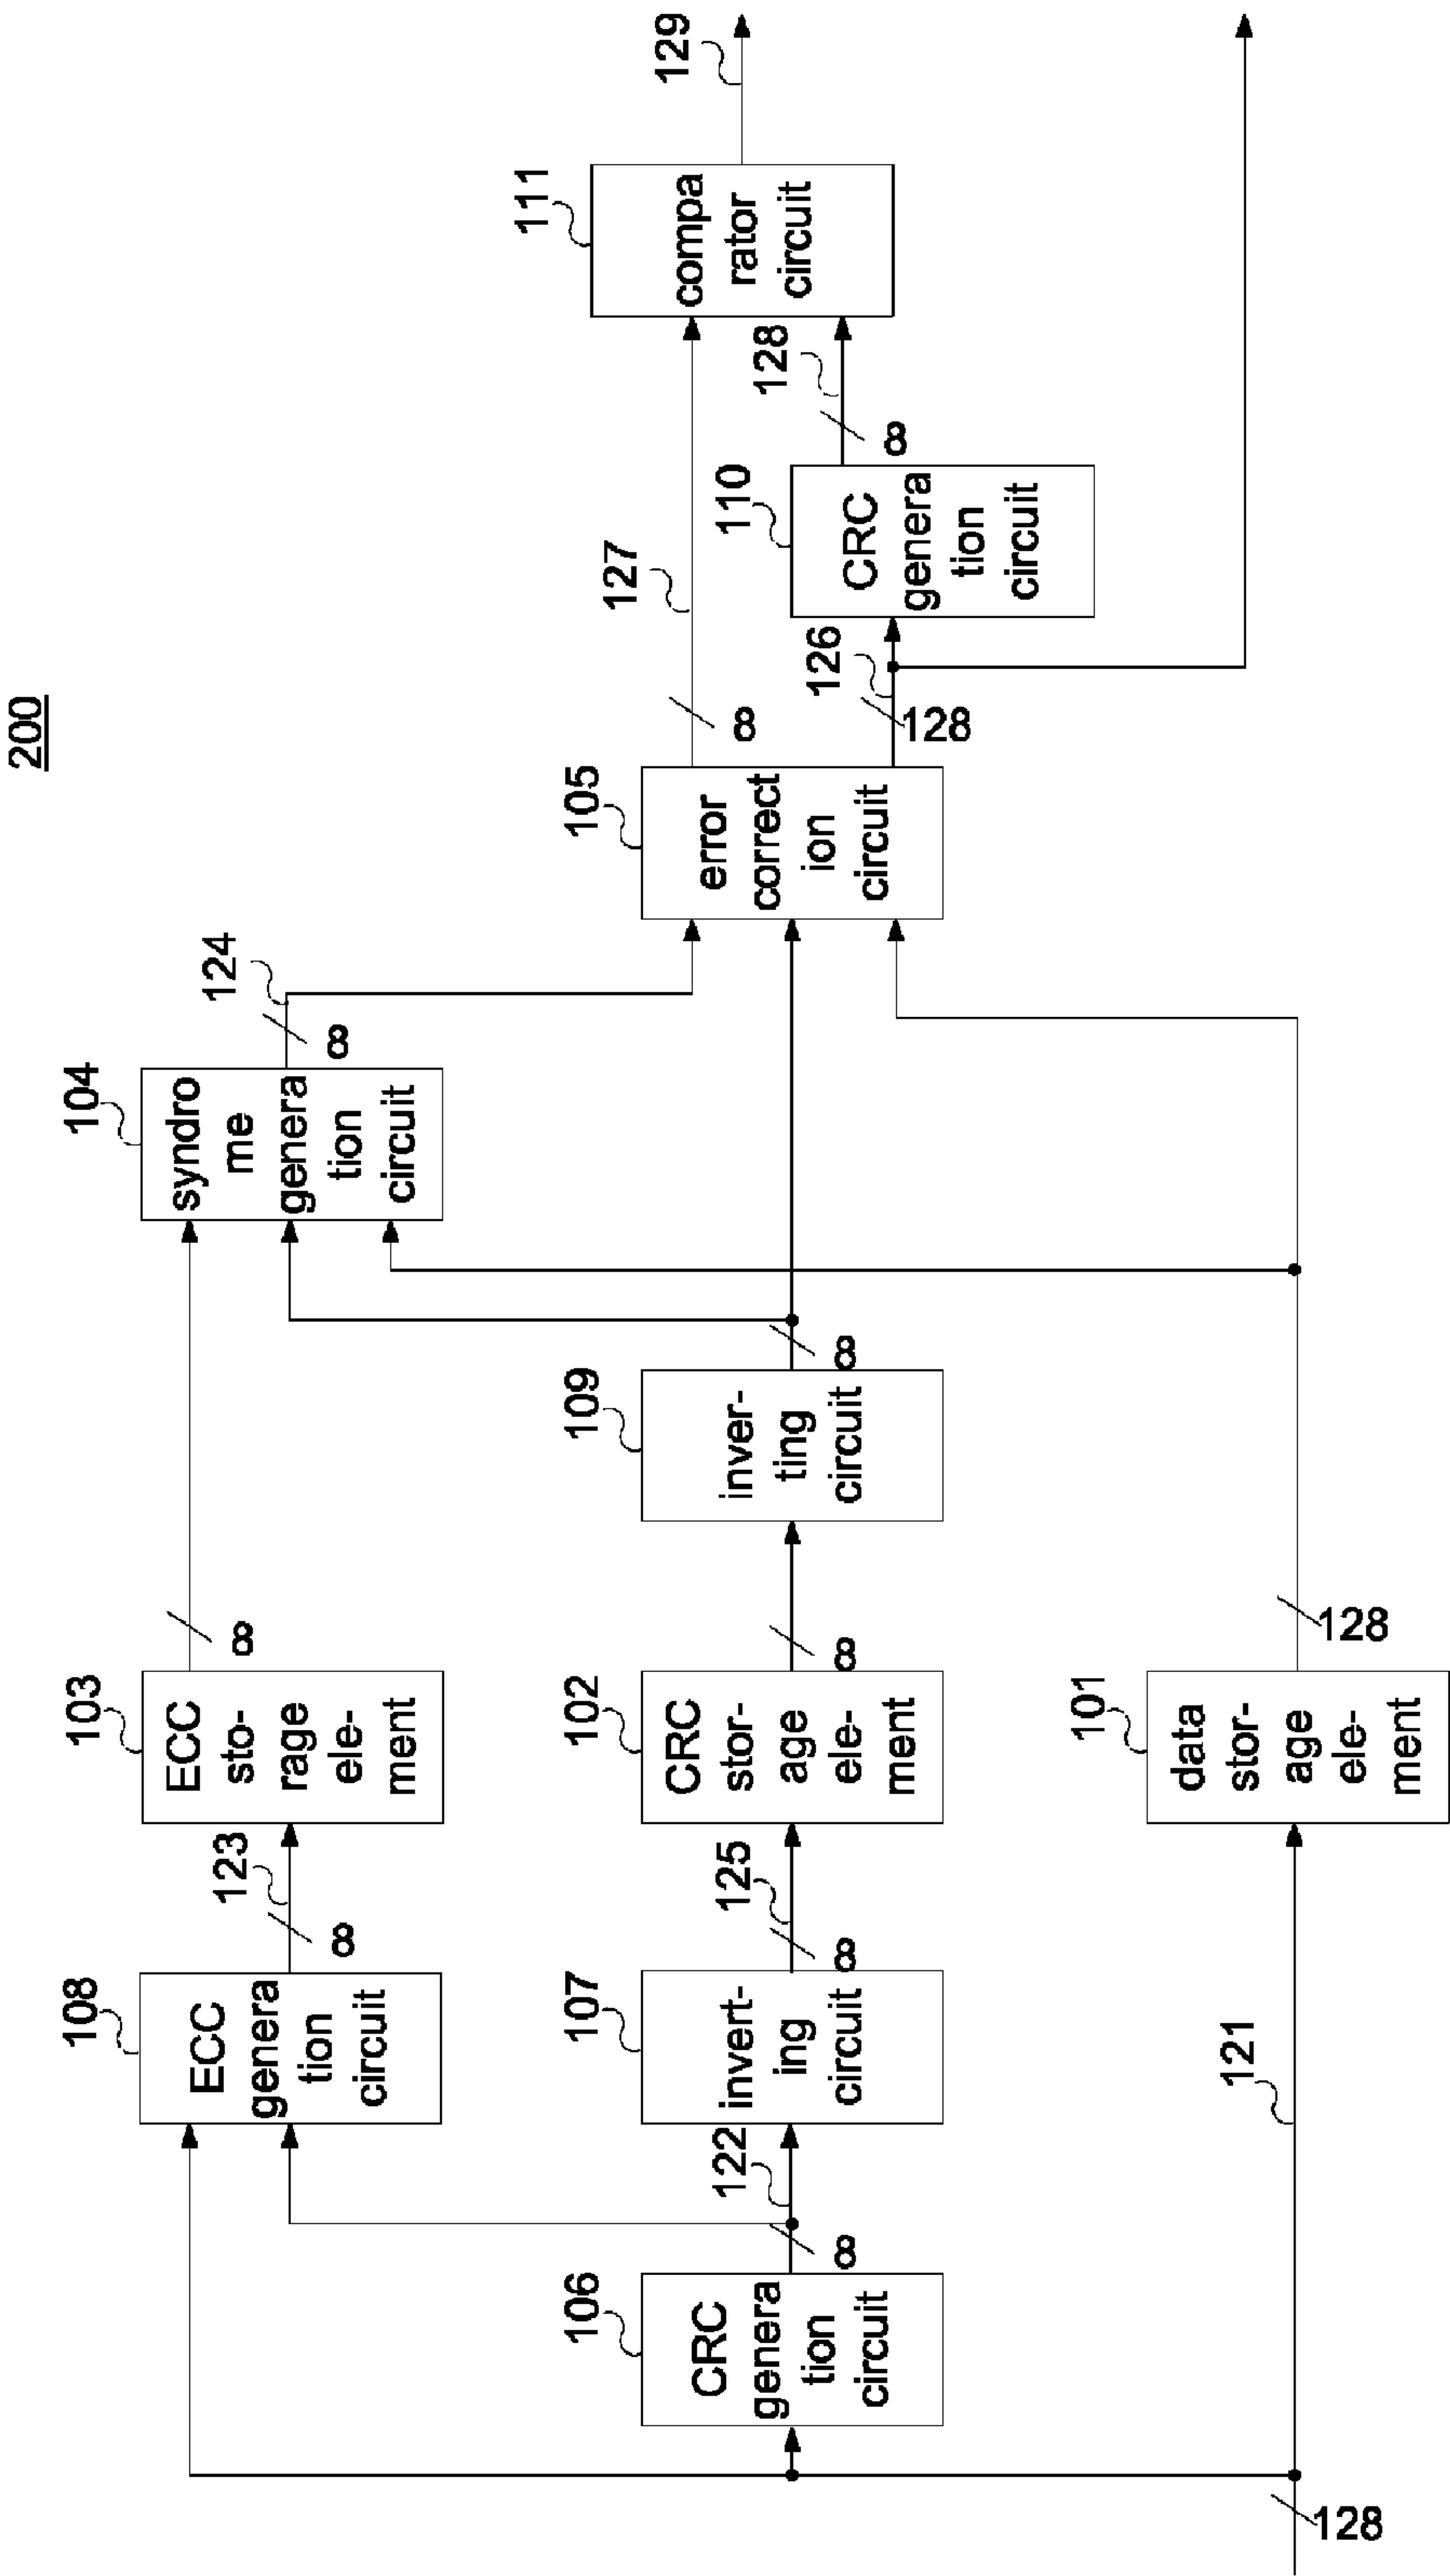 200
108
ECC
genera
tion
circuit
123
8
103
ECC
sto-
rage
ele-
ment
8
104
syndro
me
genera
tion
circuit
124
8
106
CRC
genera
tion
circuit
8
122
107
invert-
ing
circuit
8
125
102
CRC
stor-
age
ele-
ment
8
109
inver-
ting
circuit
8
105
error
correct
ion
circuit
8
127
128
126
110
CRC
genera
tion
circuit
8
128
111
compa
rator
circuit
129
128
121
101
data
stor-
age
ele-
ment
128